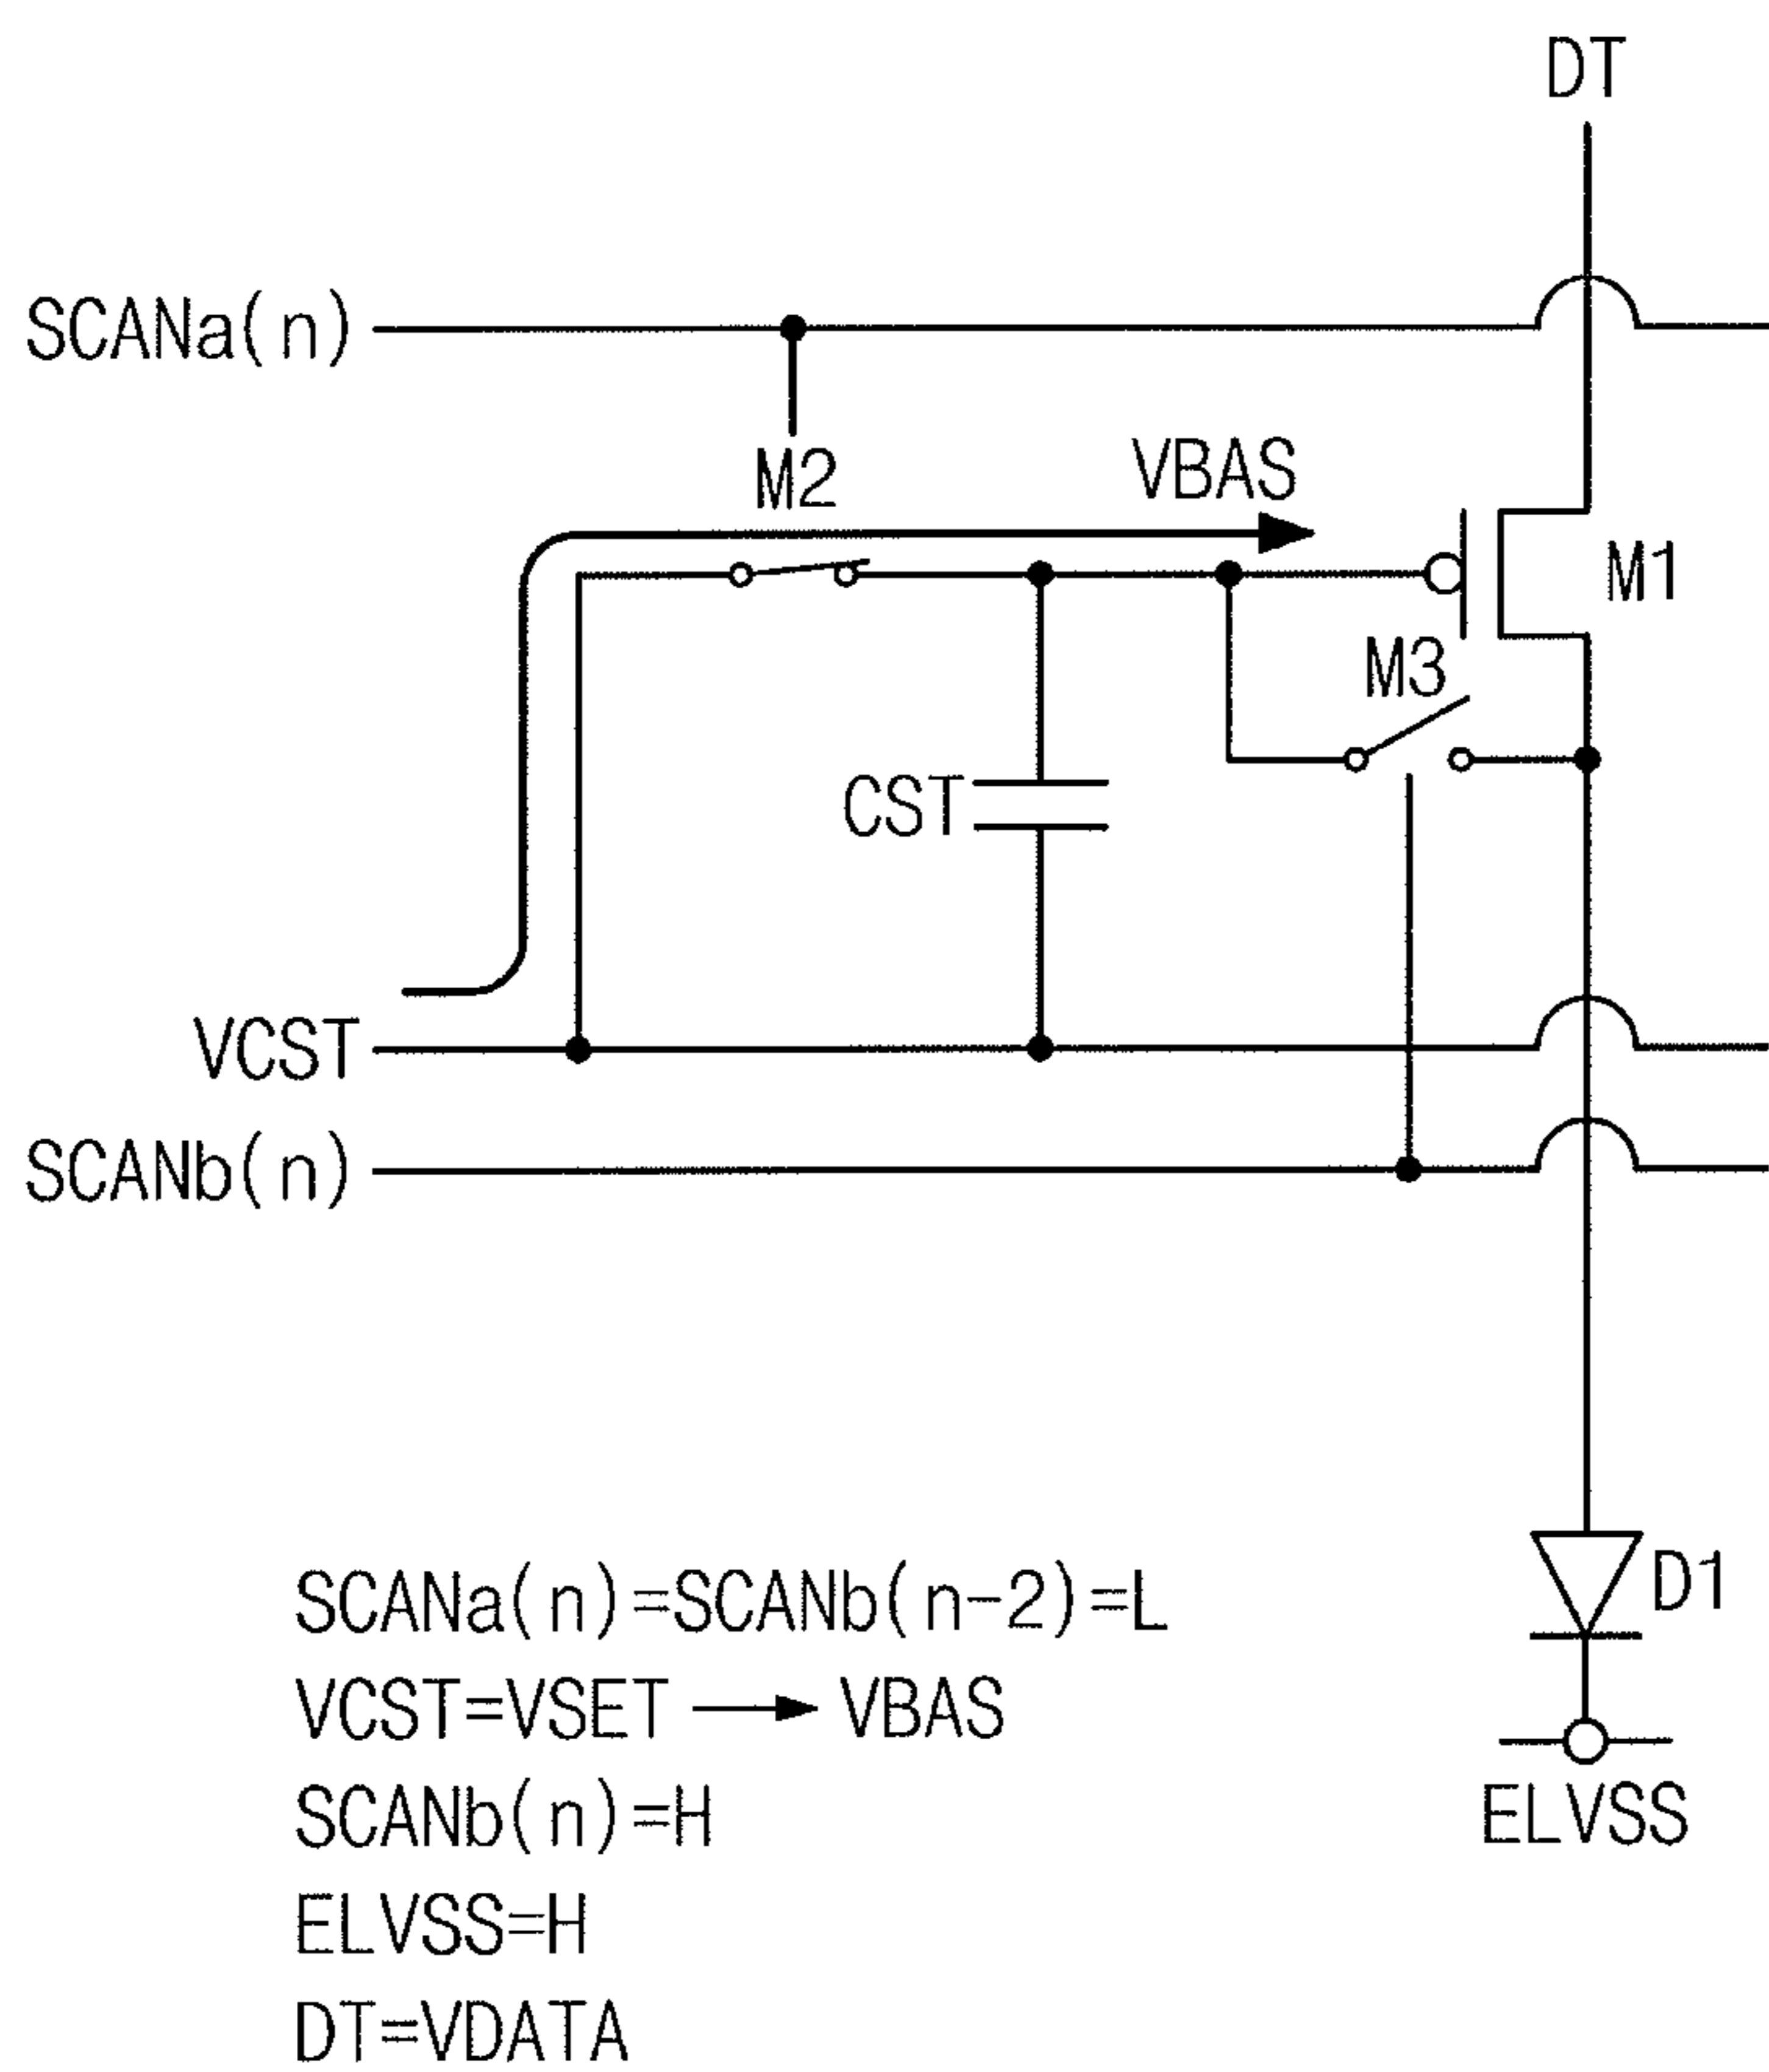 DT
SCANa(n)
M2
VBAS
M1
M3
CST
VCST
SCANb(n)
D1
ELVSS
SCANa(n)=SCANb(n-2)=L
VCST=VSET → VBAS
SCANb(n)=H
ELVSS=H
DT=VDATA